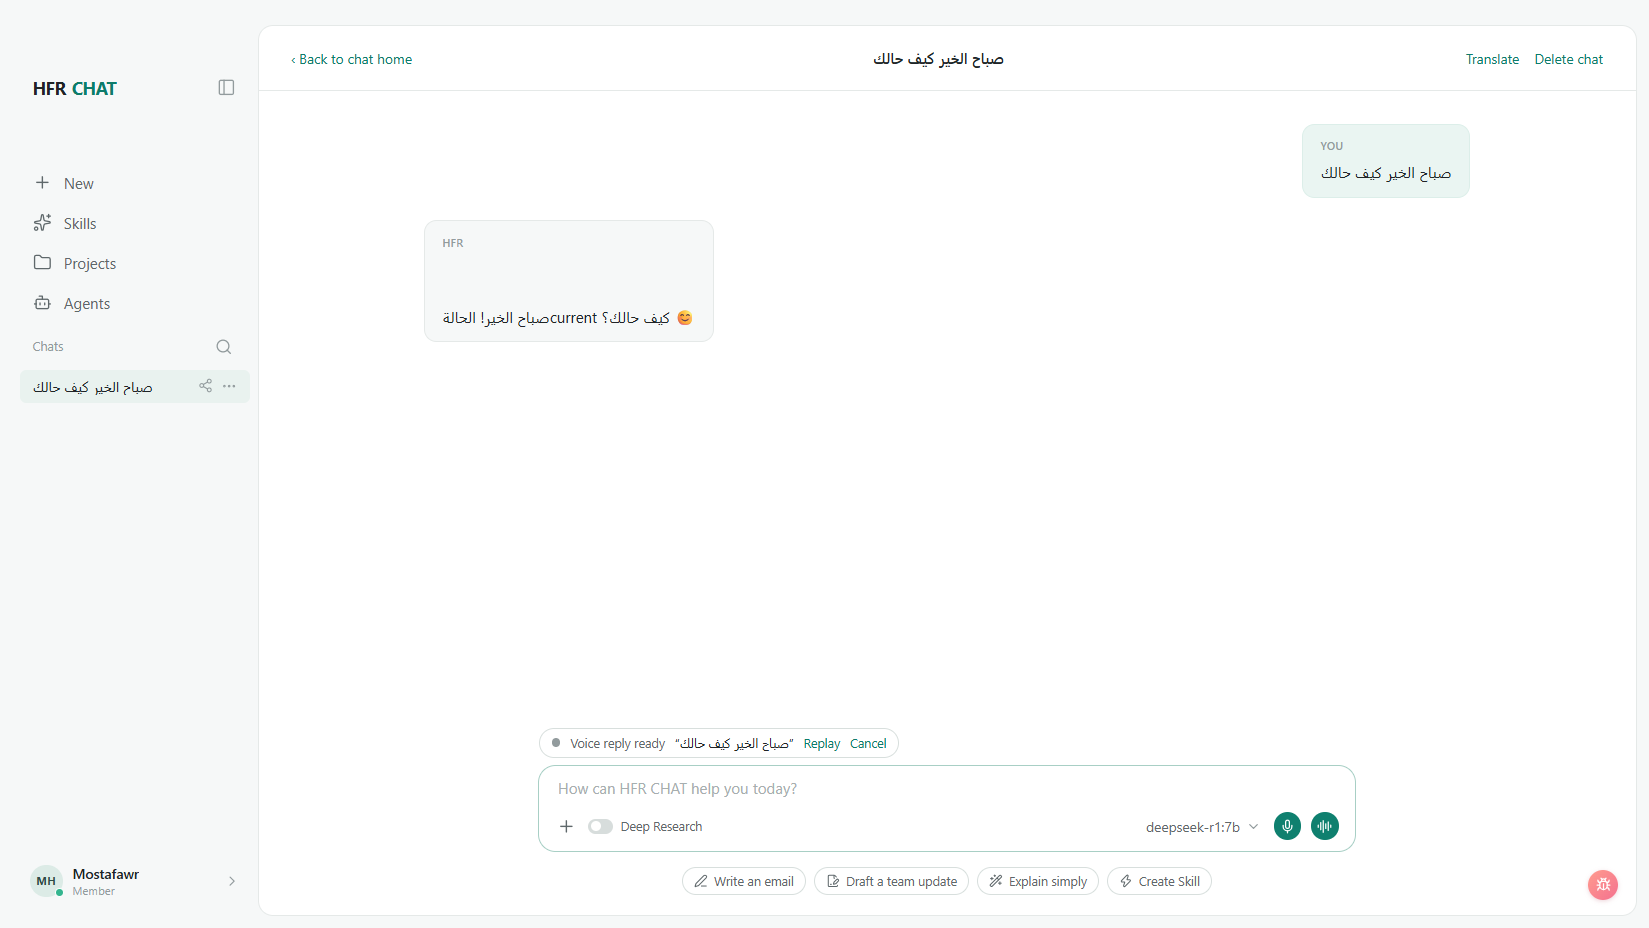 HFR CHAT
New
Skills
Projects
Agents
Chats
صباح الخير كيف حالك
MH
Mostafawr
Member
‹ Back to chat home
صباح الخير كيف حالك
Translate
Delete chat
YOU
صباح الخير كيف حالك
HFR
صباح الخير! الحالةcurrent كيف حالك؟ 😊
Voice reply ready "صباح الخير كيف حالك" Replay Cancel
How can HFR CHAT help you today?
Deep Research
deepseek-r1:7b
Write an email
Draft a team update
Explain simply
Create Skill